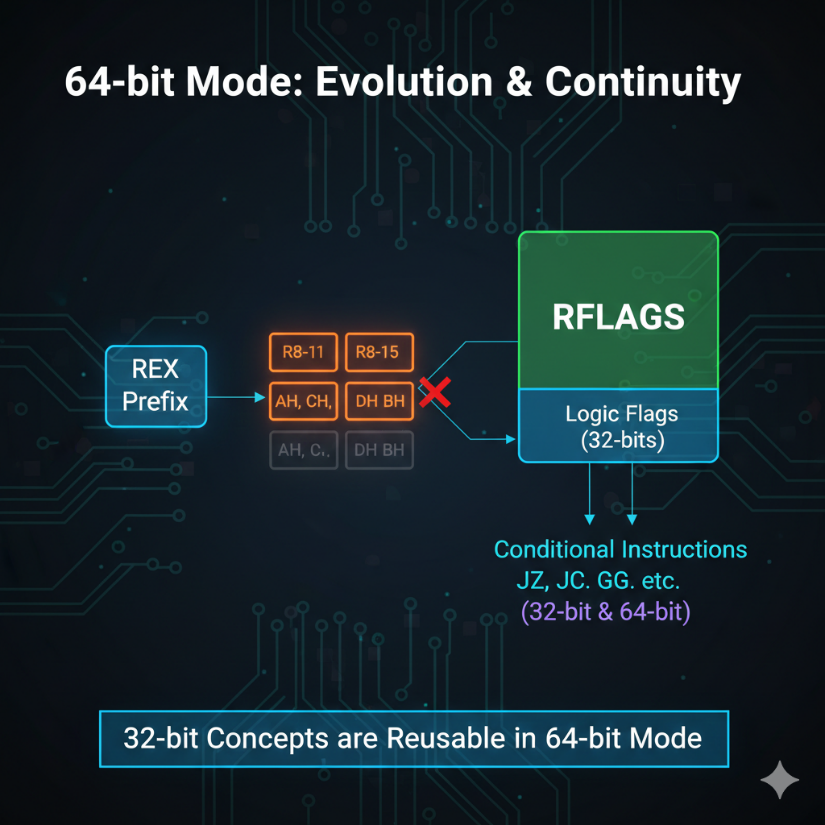 64-bit Mode: Evolution & Continuity
REX
Prefix
R8-11
R8-15
AH, CH,
DH BH
AH, C.,
DH BH
RFLAGS
Logic Flags
(32-bits)
Conditional Instructions
JZ, JC. GG. etc.
(32-bit & 64-bit)
32-bit Concepts are Reusable in 64-bit Mode